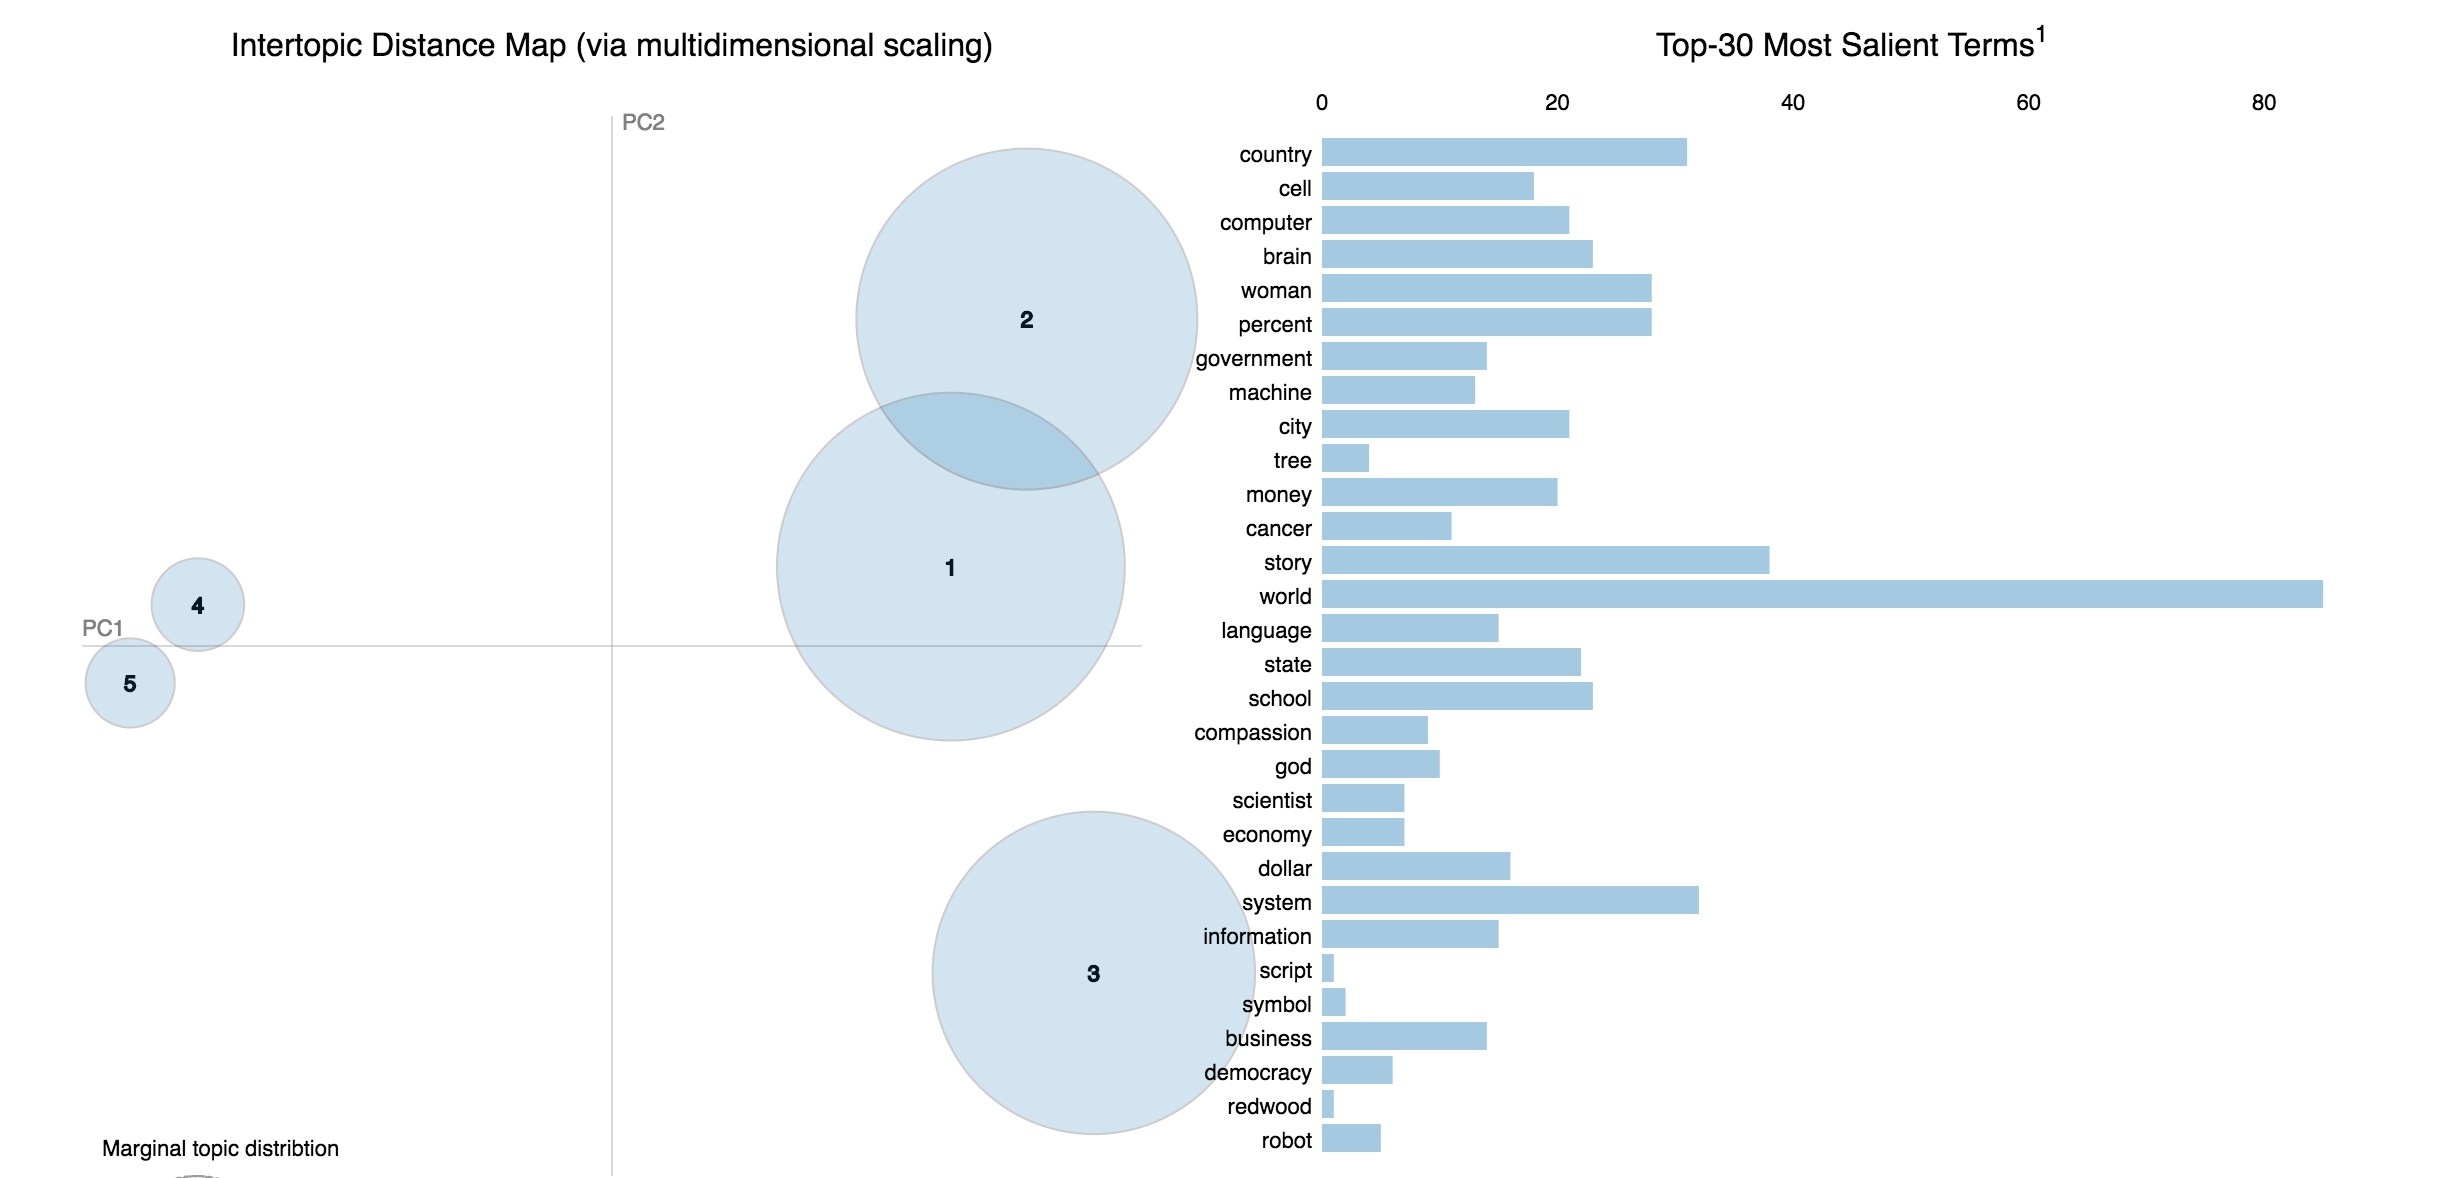 Intertopic Distance Map (via multidimensional scaling)
PC2
2
1
4
PC1
5
3
Marginal topic distribtion
Top-30 Most Salient Terms1
0 20 40 60 80
country
cell
computer
brain
woman
percent
government
machine
city
tree
money
cancer
story
world
language
state
school
compassion
god
scientist
economy
dollar
system
information
script
symbol
business
democracy
redwood
robot